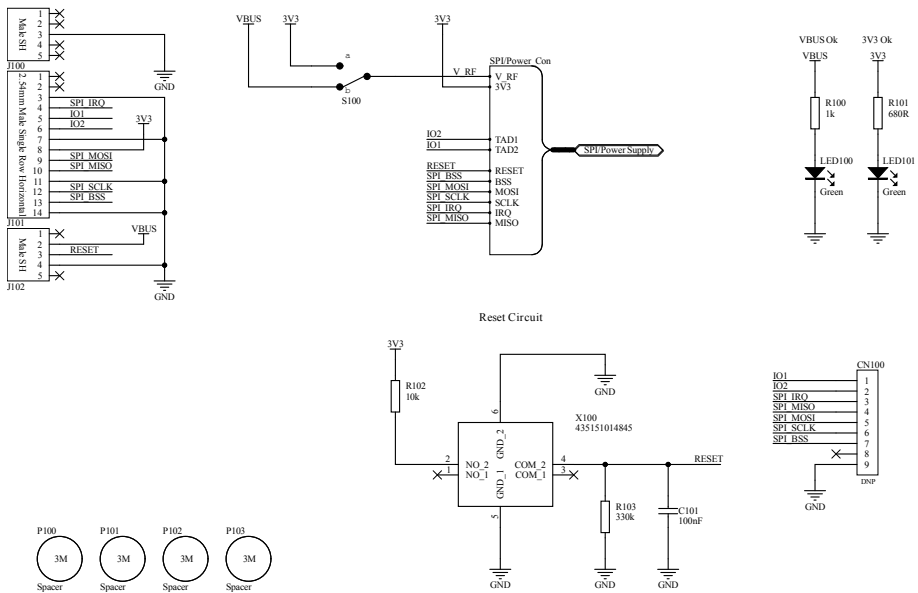 Male SH
1
2
3
4
5
J100
GND
2.54mm Male Single Row Horizontal
1
2
3
4
SPI_IRQ
5
IO1
6
IO2
7
3V3
8
9
SPI_MOSI
10
SPI_MISO
11
12
SPI_SCLK
13
SPI_BSS
14
J101
Male SH
1
VBUS
2
3
RESET
4
5
J102
GND
VBUS
3V3
3V3
S100
V_RF
SPI/Power_Con
V_RF
3V3
IO2
TAD1
IO1
TAD2
RESET
RESET
SPI_BSS
BSS
SPI_MOSI
MOSI
SPI_SCLK
SCLK
SPI_IRQ
IRQ
SPI_MISO
MISO
SPI/Power Supply
VBUS Ok
VBUS
R100
1k
LED100
Green
3V3 Ok
3V3
R101
680R
LED101
Green
Reset Circuit
3V3
R102
10k
GND
X100
435151014845
6
GND_2
2
NO_2
1
NO_1
COM_2
4
COM_1
3
GND_1
5
GND
RESET
R103
330k
GND
C101
100nF
GND
CN100
IO1
1
IO2
2
SPI_IRQ
3
SPI_MISO
4
SPI_MOSI
5
SPI_SCLK
6
SPI_BSS
7
8
9
DNP
GND
P100
3M
Spacer
P101
3M
Spacer
P102
3M
Spacer
P103
3M
Spacer